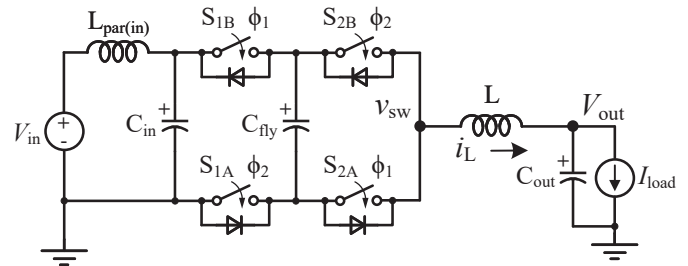 L_par(in)
S_1B ϕ_1
S_2B ϕ_2
V_in
+
-
+
C_in
+
C_fly
v_sw
L
i_L
V_out
+
C_out
I_load
S_1A ϕ_2
S_2A ϕ_1